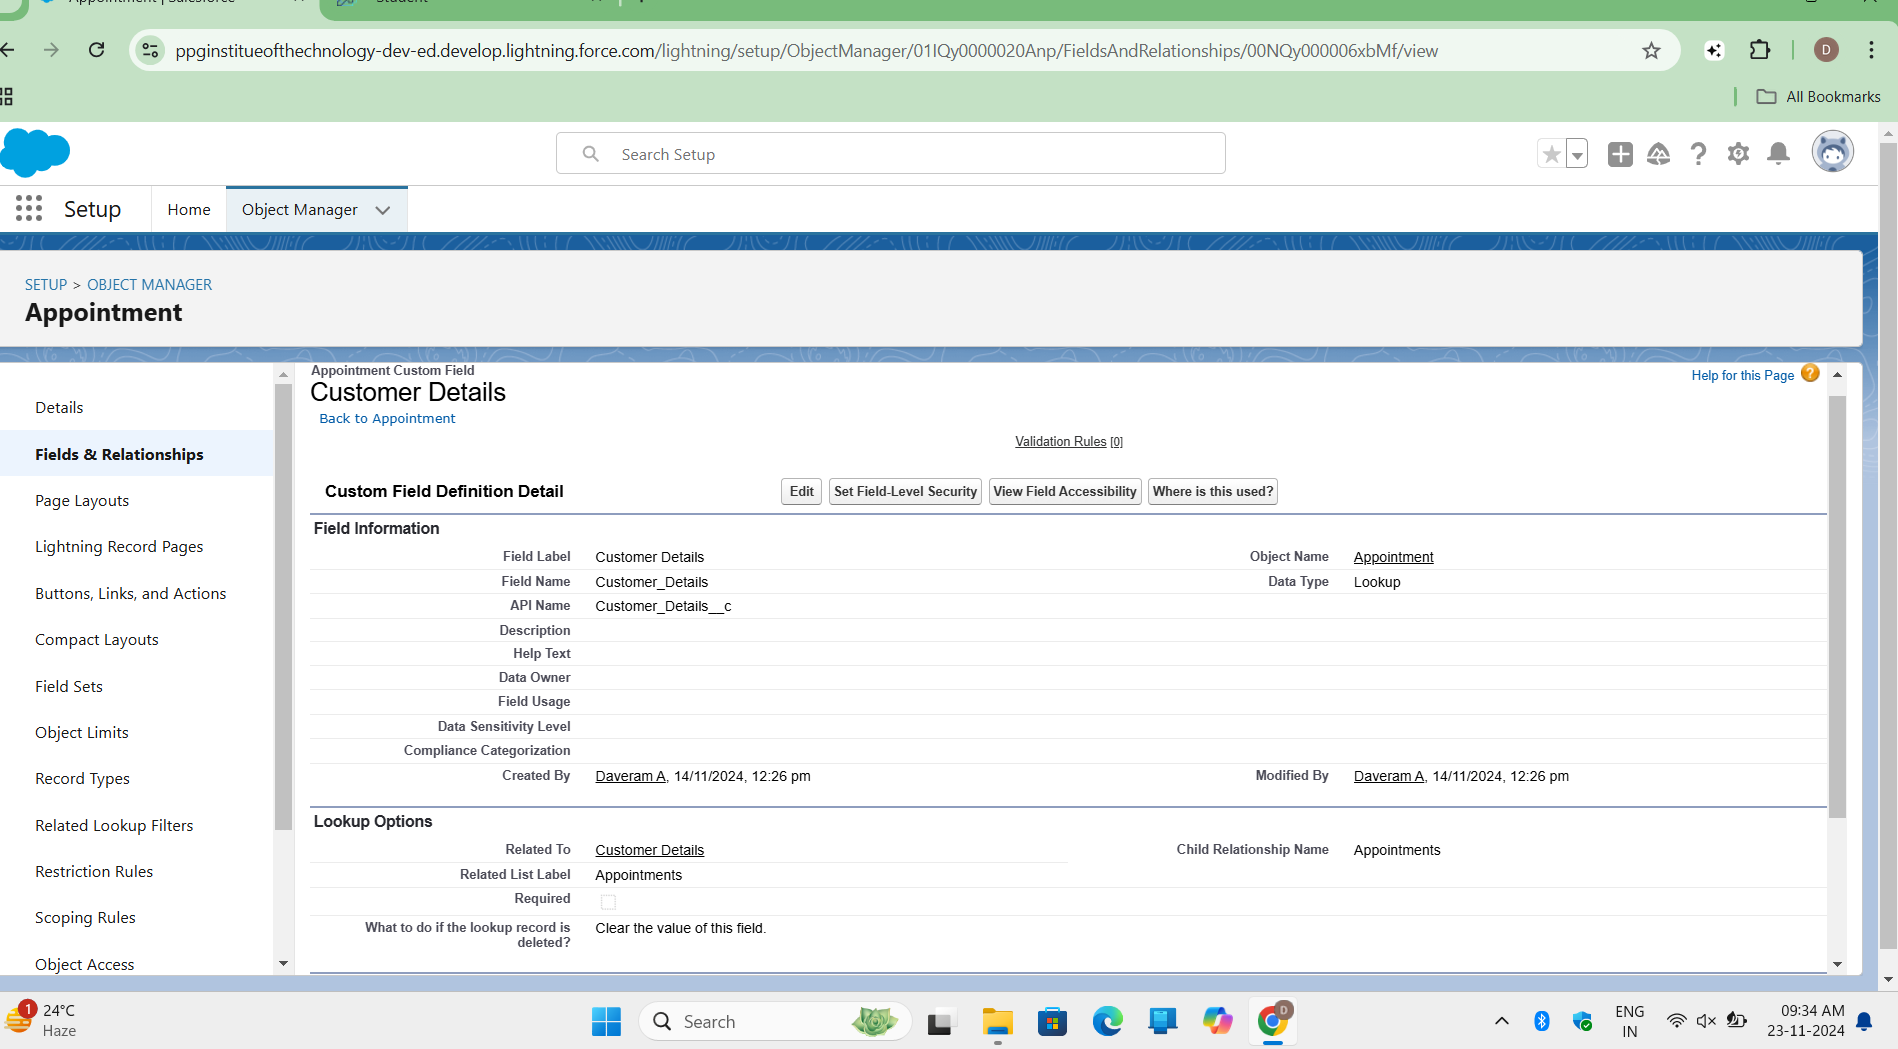 Appointment | Salesforce
Student
ppginstitueofthechnology-dev-ed.develop.lightning.force.com/lightning/setup/ObjectManager/01IQy0000020Anp/FieldsAndRelationships/00NQy000006xbMf/view
D
All Bookmarks
Search Setup
Setup
Home
Object Manager
SETUP > OBJECT MANAGER
Appointment
Details
Fields & Relationships
Page Layouts
Lightning Record Pages
Buttons, Links, and Actions
Compact Layouts
Field Sets
Object Limits
Record Types
Related Lookup Filters
Restriction Rules
Scoping Rules
Object Access
Appointment Custom Field
Customer Details
Back to Appointment
Help for this Page ?
Validation Rules [0]
Custom Field Definition Detail
Edit
Set Field-Level Security
View Field Accessibility
Where is this used?
Field Information
Field Label Customer Details Object Name Appointment
Field Name Customer_Details Data Type Lookup
API Name Customer_Details__c
Description
Help Text
Data Owner
Field Usage
Data Sensitivity Level
Compliance Categorization
Created By Daveram A, 14/11/2024, 12:26 pm Modified By Daveram A, 14/11/2024, 12:26 pm
Lookup Options
Related To Customer Details Child Relationship Name Appointments
Related List Label Appointments
Required
What to do if the lookup record is Clear the value of this field.
deleted?
1
24°C
Haze
Search
D
ENG
IN
09:34 AM
23-11-2024